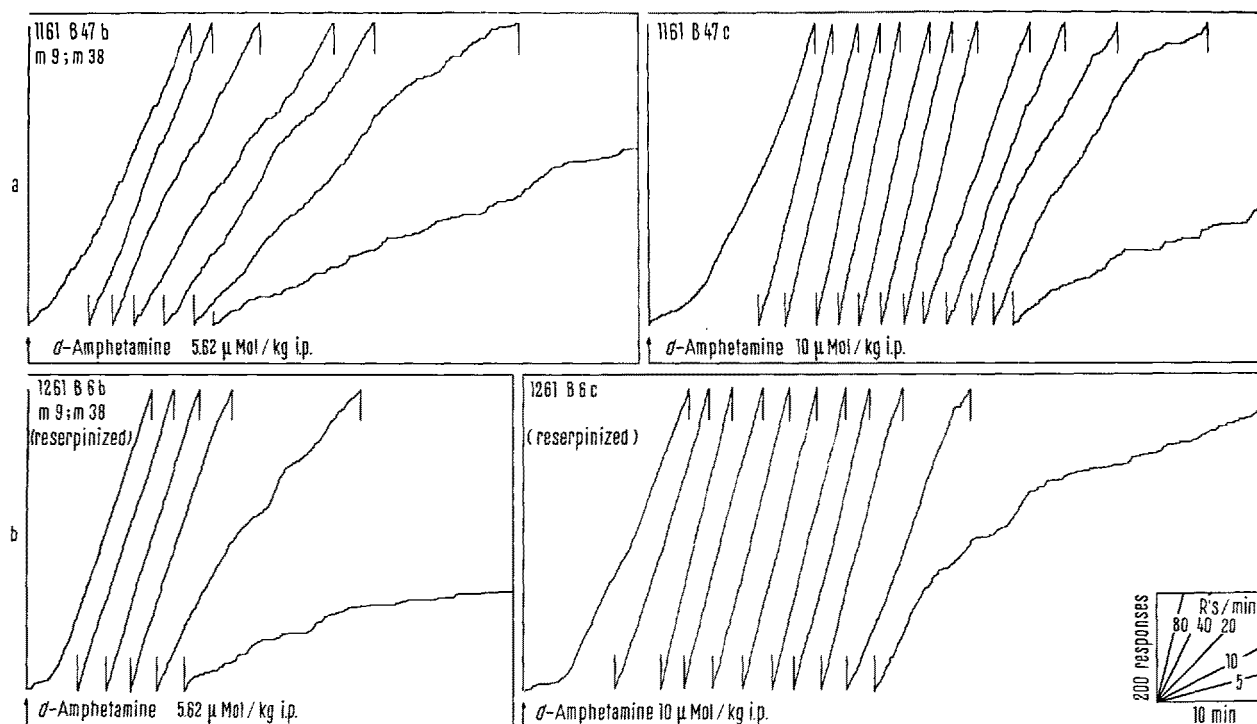 1161 B 47 b
m 9 ; m 38
a
d-Amphetamine 5.62 μ Mol / kg i.p.
1161 B 47 c
d-Amphetamine 10 μ Mol / kg i.p.
1261 B 6 b
m 9 ; m 38
(reserpinized)
b
d-Amphetamine 5.62 μ Mol / kg i.p.
1261 B 6 c
(reserpinized)
d-Amphetamine 10 μ Mol / kg i.p.
200 responses
R's / min
80 40 20
10
5
10 min